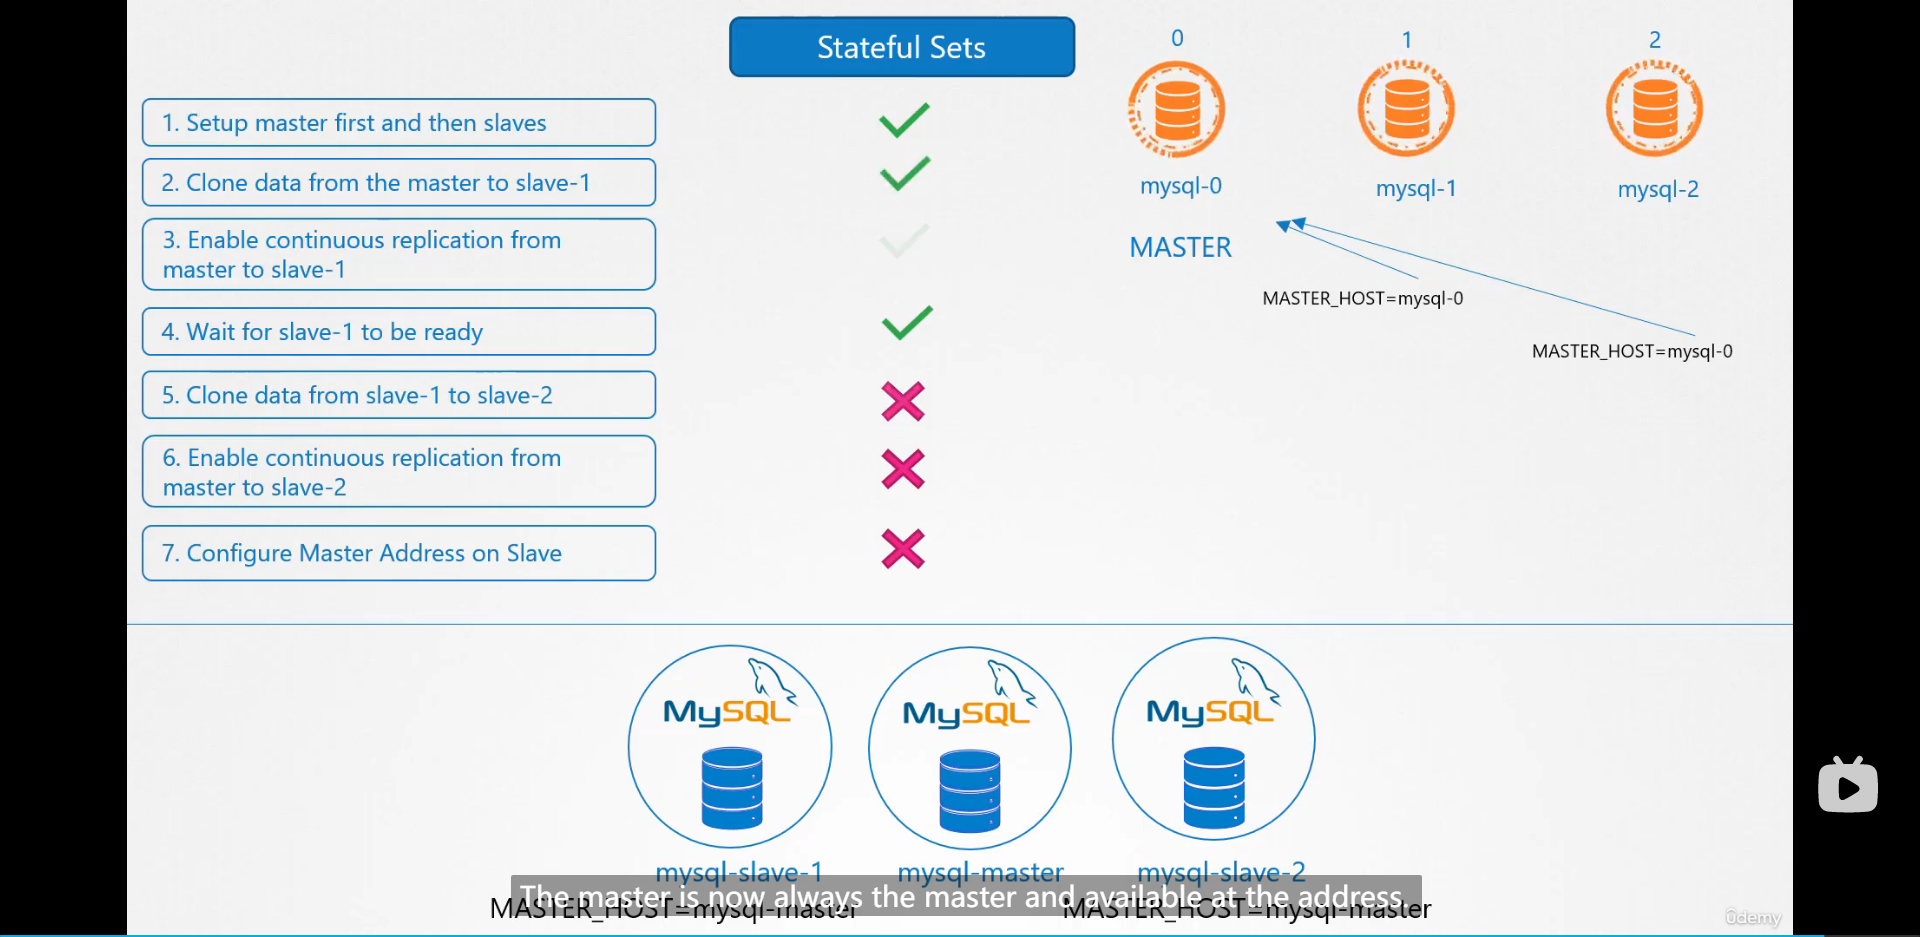 Stateful Sets
0
1
2
1. Setup master first and then slaves
2. Clone data from the master to slave-1
3. Enable continuous replication from
master to slave-1
4. Wait for slave-1 to be ready
5. Clone data from slave-1 to slave-2
6. Enable continuous replication from
master to slave-2
7. Configure Master Address on Slave
mysql-0
mysql-1
mysql-2
MASTER
MASTER_HOST=mysql-0
MASTER_HOST=mysql-0
MySQL
MySQL
MySQL
mysql-slave-1
mysql-master
mysql-slave-2
The master is now always the master and available at the address.
MASTER_HOST=mysql-master
MASTER_HOST=mysql-master
ûdemy